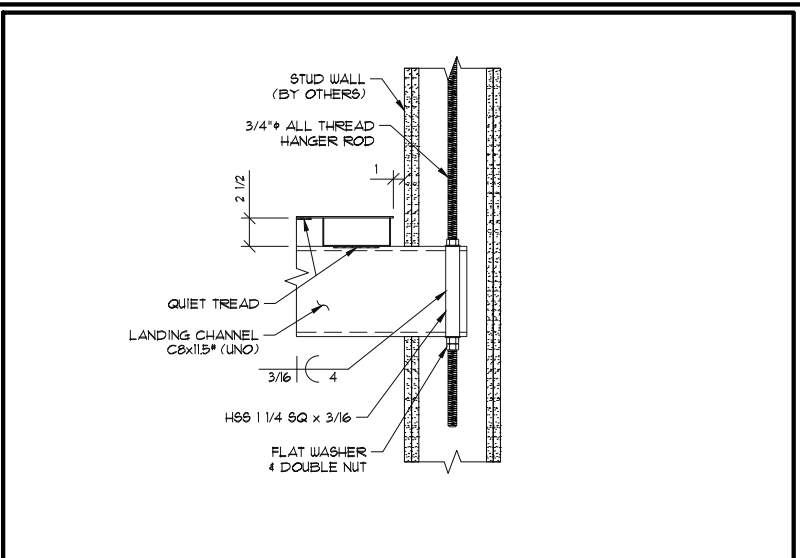 STUD WALL
(BY OTHERS)
3/4"ϕ ALL THREAD
HANGER ROD
1
2 1/2
QUIET TREAD
LANDING CHANNEL
C8x11.5# (UNO)
3/16
4
HSS 1 1/4 SQ x 3/16
FLAT WASHER
& DOUBLE NUT